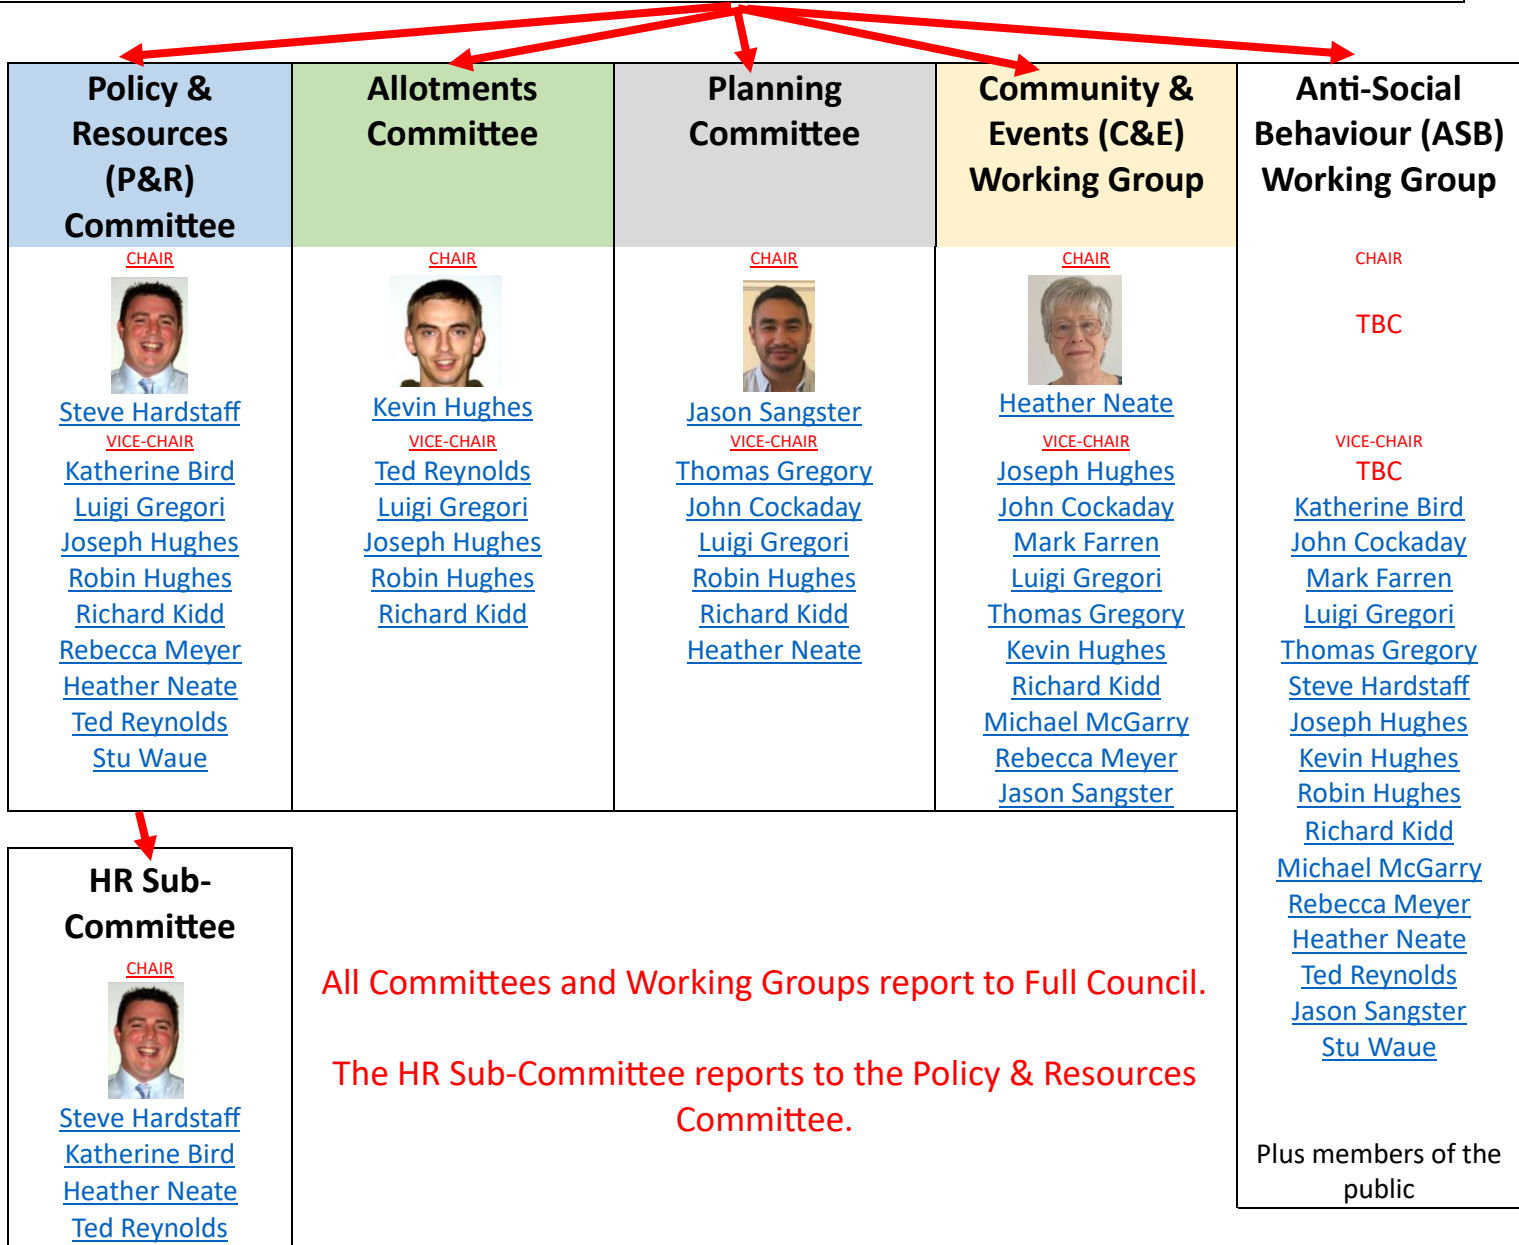 Policy &
Resources
(P&R)
Committee
CHAIR
Steve Hardstaff
VICE-CHAIR
Katherine Bird
Luigi Gregori
Joseph Hughes
Robin Hughes
Richard Kidd
Rebecca Meyer
Heather Neate
Ted Reynolds
Stu Waue
Allotments
Committee
CHAIR
Kevin Hughes
VICE-CHAIR
Ted Reynolds
Luigi Gregori
Joseph Hughes
Robin Hughes
Richard Kidd
Planning
Committee
CHAIR
Jason Sangster
VICE-CHAIR
Thomas Gregory
John Cockaday
Luigi Gregori
Robin Hughes
Richard Kidd
Heather Neate
Community &
Events (C&E)
Working Group
CHAIR
Heather Neate
VICE-CHAIR
Joseph Hughes
John Cockaday
Mark Farren
Luigi Gregori
Thomas Gregory
Kevin Hughes
Richard Kidd
Michael McGarry
Rebecca Meyer
Jason Sangster
Anti-Social
Behaviour (ASB)
Working Group
CHAIR
TBC
VICE-CHAIR
TBC
Katherine Bird
John Cockaday
Mark Farren
Luigi Gregori
Thomas Gregory
Steve Hardstaff
Joseph Hughes
Kevin Hughes
Robin Hughes
Richard Kidd
Michael McGarry
Rebecca Meyer
Heather Neate
Ted Reynolds
Jason Sangster
Stu Waue
Plus members of the
public
HR Sub-
Committee
CHAIR
Steve Hardstaff
Katherine Bird
Heather Neate
Ted Reynolds
All Committees and Working Groups report to Full Council.
The HR Sub-Committee reports to the Policy & Resources
Committee.